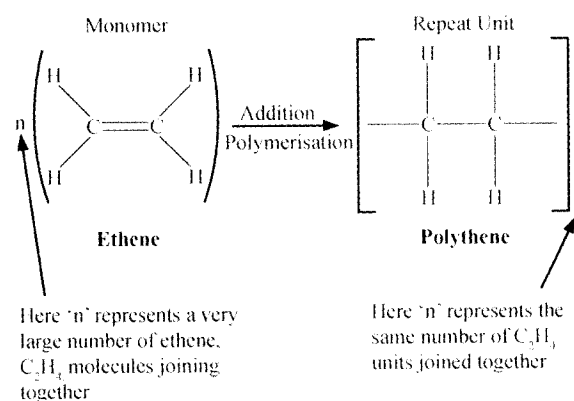 Monomer
Repeat Unit
n
H H
C C
H H
Addition
Polymerisation
H H
C C
H H
Ethene
Polythene
Here 'n' represents a very
large number of ethene,
C₂H₄ molecules joining
together
Here 'n' represents the
same number of C₂H₄
units joined together